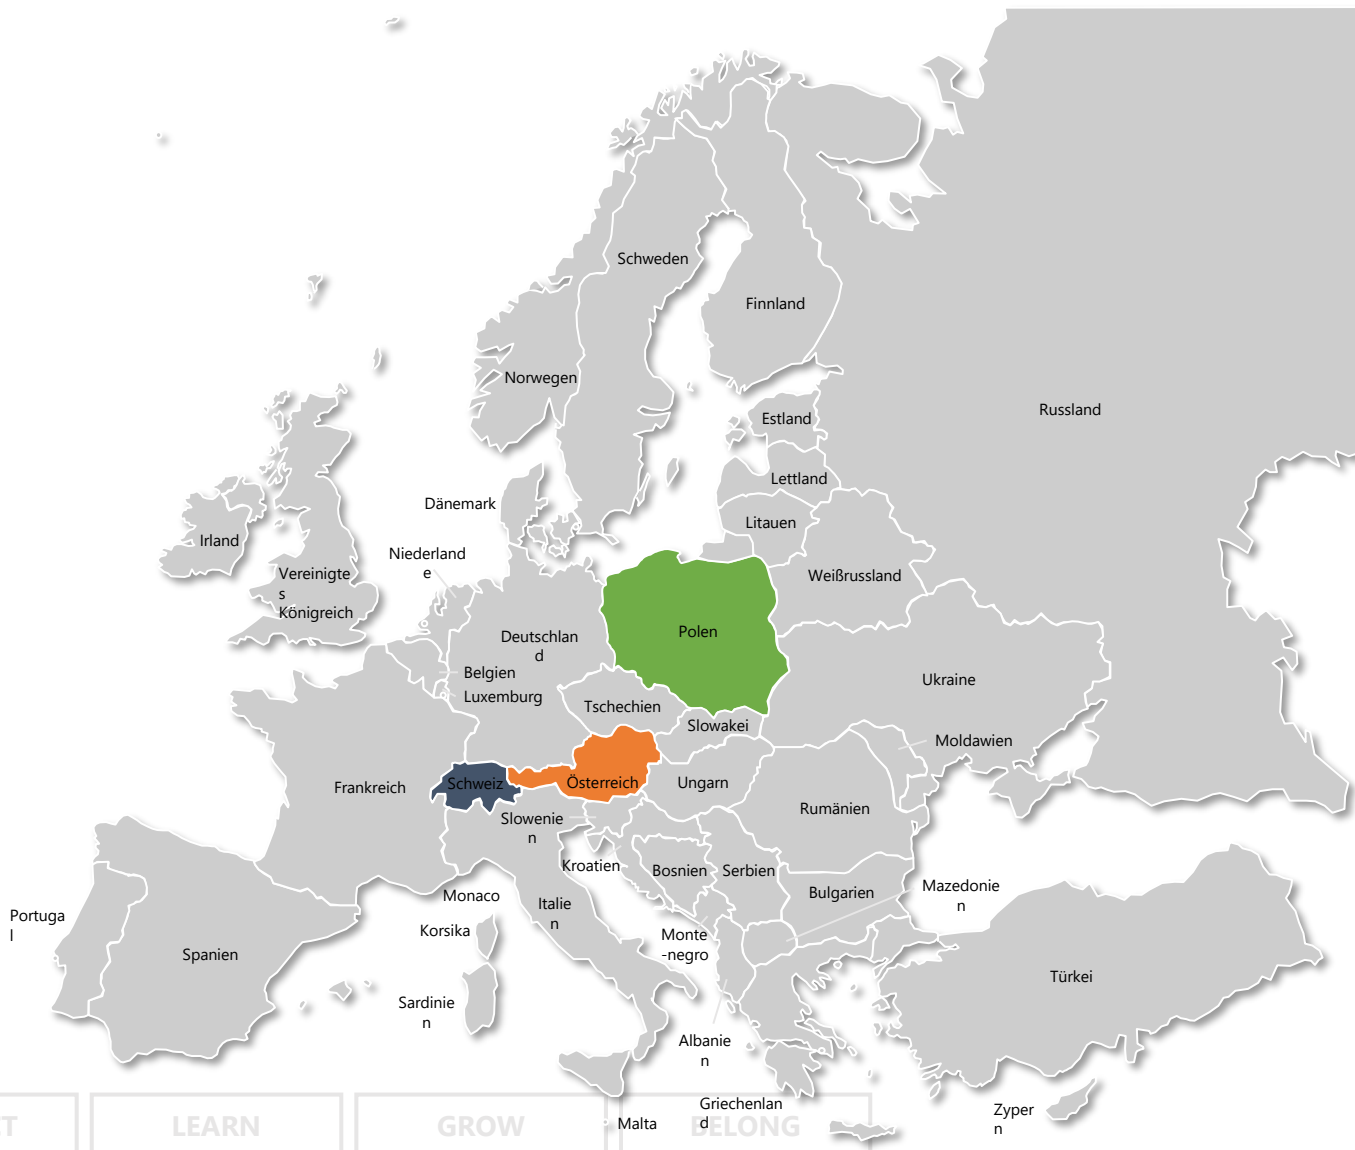 Schweden
Finnland
Norwegen
Russland
Estland
Lettland
Dänemark
Litauen
Irland
Niederland
e
Vereinigte
s
Königreich
Weißrussland
Polen
Deutschlan
d
Belgien
Luxemburg
Ukraine
Tschechien
Slowakei
Moldawien
Frankreich
Schweiz
Österreich
Ungarn
Rumänien
Slowenie
n
Kroatien
Bosnien
Serbien
Bulgarien
Mazedonie
n
Monaco
Italie
n
Portuga
l
Korsika
Monte
-negro
Spanien
Türkei
Sardinie
n
Albanie
n
Griechenlan
d
Zyper
n
Malta
T
LEARN
GROW
BELONG